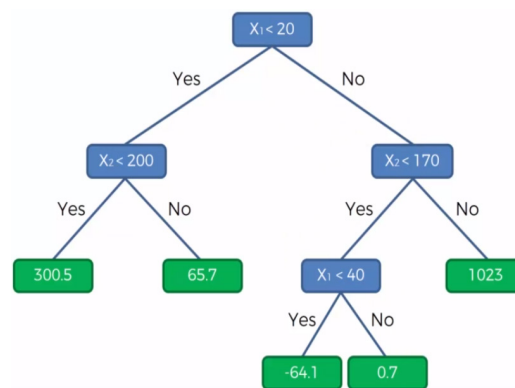 X₁ < 20
Yes
No
X₂ < 200
X₂ < 170
Yes
No
Yes
No
300.5
65.7
X₁ < 40
1023
Yes
No
-64.1
0.7